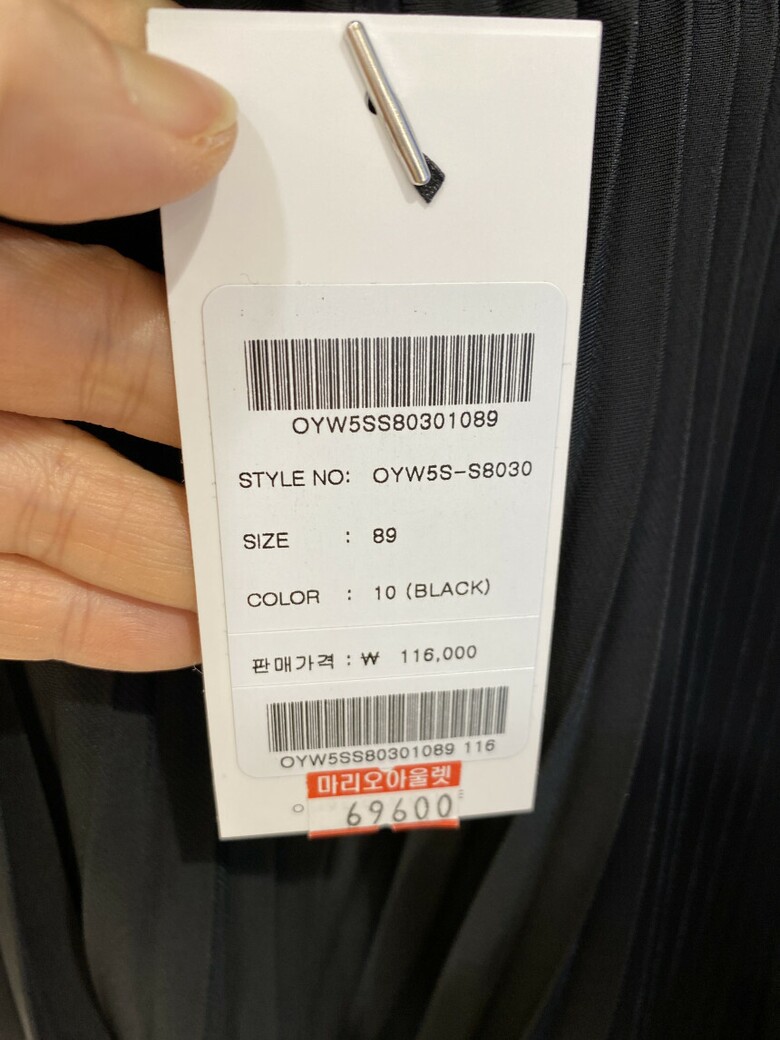 OYW5SS80301089
STYLE NO: OYW5S-S8030
SIZE : 89
COLOR : 10 (BLACK)
판매가격 : ₩ 116,000
OYW5SS80301089 116
마리오아울렛
69600